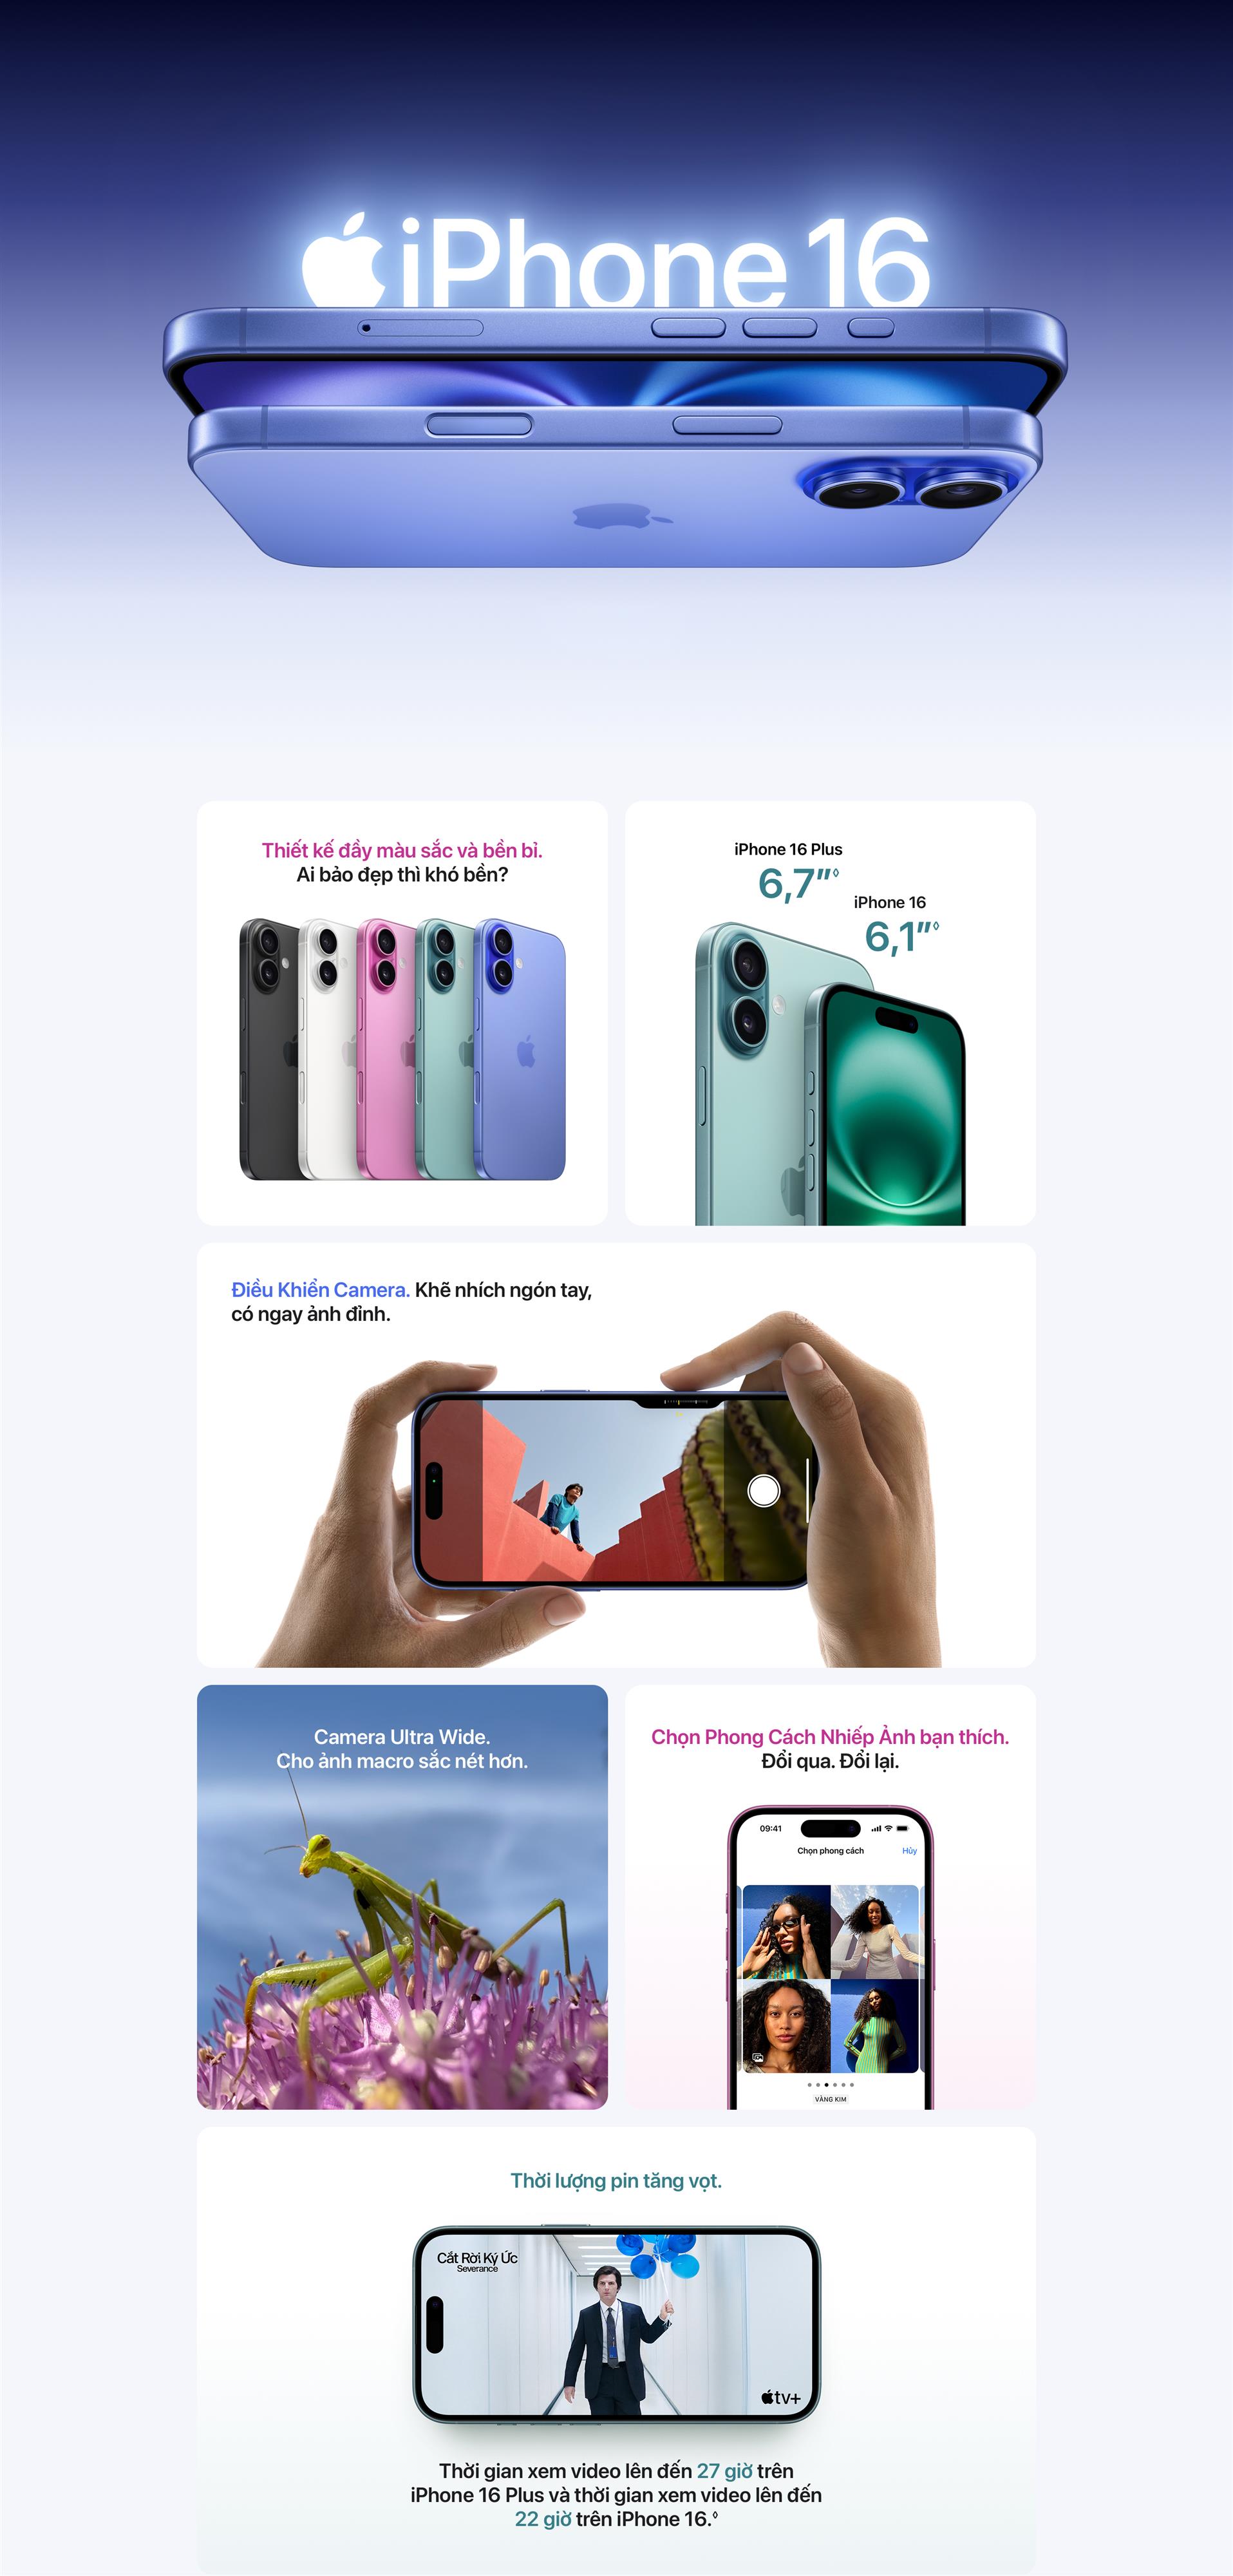 iPhone 16
Thiết kế đầy màu sắc và bền bỉ.
Ai bảo đẹp thì khó bền?
iPhone 16 Plus
6,7″◊
iPhone 16
6,1″◊
Điều Khiển Camera. Khẽ nhích ngón tay,
có ngay ảnh đỉnh.
Camera Ultra Wide.
Cho ảnh macro sắc nét hơn.
Chọn Phong Cách Nhiếp Ảnh bạn thích.
Đổi qua. Đổi lại.
09:41
Chọn phong cách
Hủy
VÀNG KIM
Thời lượng pin tăng vọt.
Cắt Rời Ký Ức
Severance
tv+
Thời gian xem video lên đến 27 giờ trên
iPhone 16 Plus và thời gian xem video lên đến
22 giờ trên iPhone 16.◊